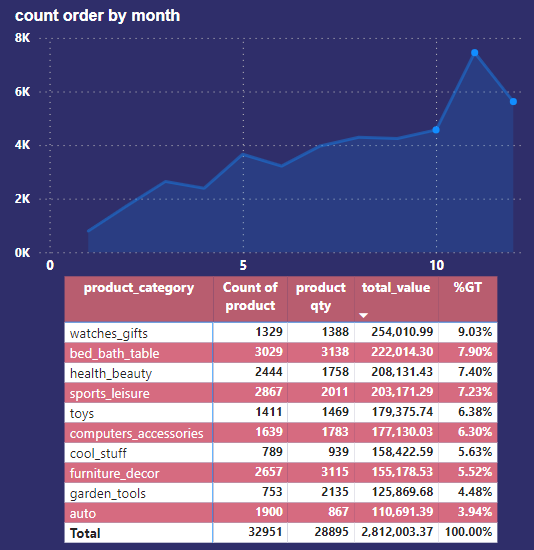 count order by month
8K
6K
4K
2K
0K
0 5 10
product_category Count of product product qty total_value %GT
watches_gifts 1329 1388 254,010.99 9.03%
bed_bath_table 3029 3138 222,014.30 7.90%
health_beauty 2444 1758 208,131.43 7.40%
sports_leisure 2867 2011 203,171.29 7.23%
toys 1411 1469 179,375.74 6.38%
computers_accessories 1639 1783 177,130.03 6.30%
cool_stuff 789 939 158,422.59 5.63%
furniture_decor 2657 3115 155,178.53 5.52%
garden_tools 753 2135 125,869.68 4.48%
auto 1900 867 110,691.39 3.94%
Total 32951 28895 2,812,003.37 100.00%